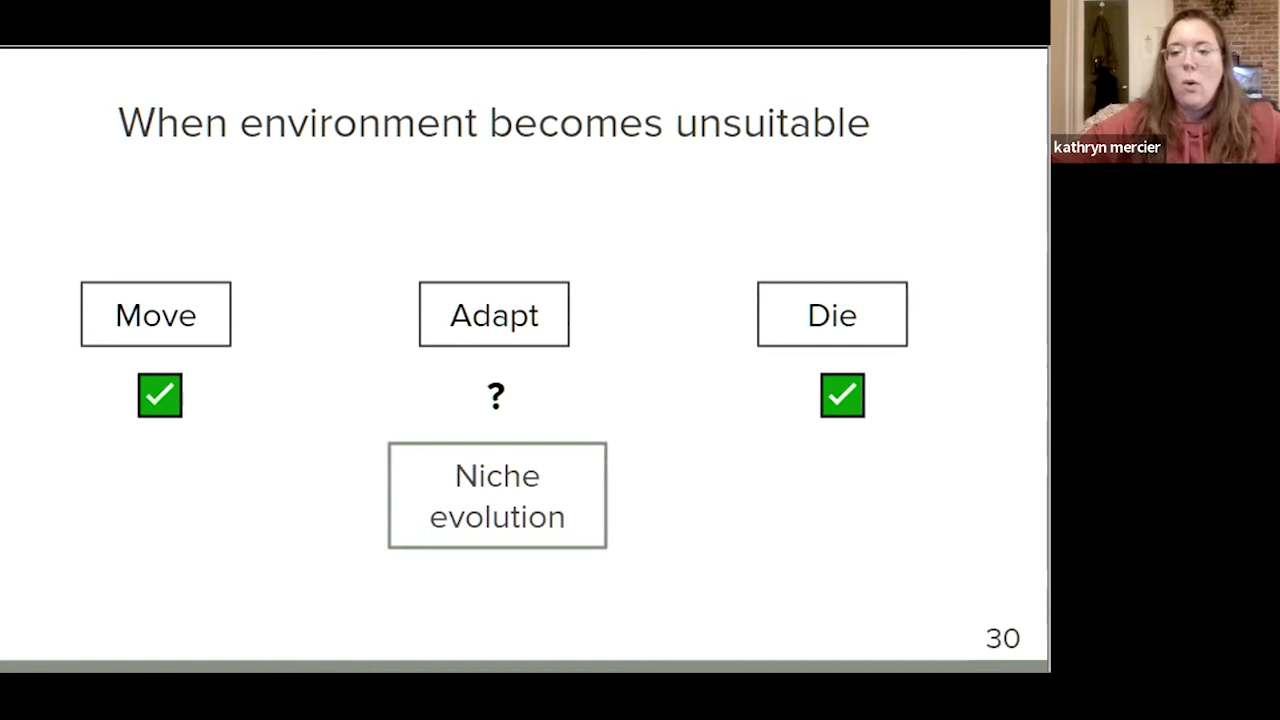 When environment becomes unsuitable
Move
Adapt
Die
?
Niche
evolution
30
kathryn mercier